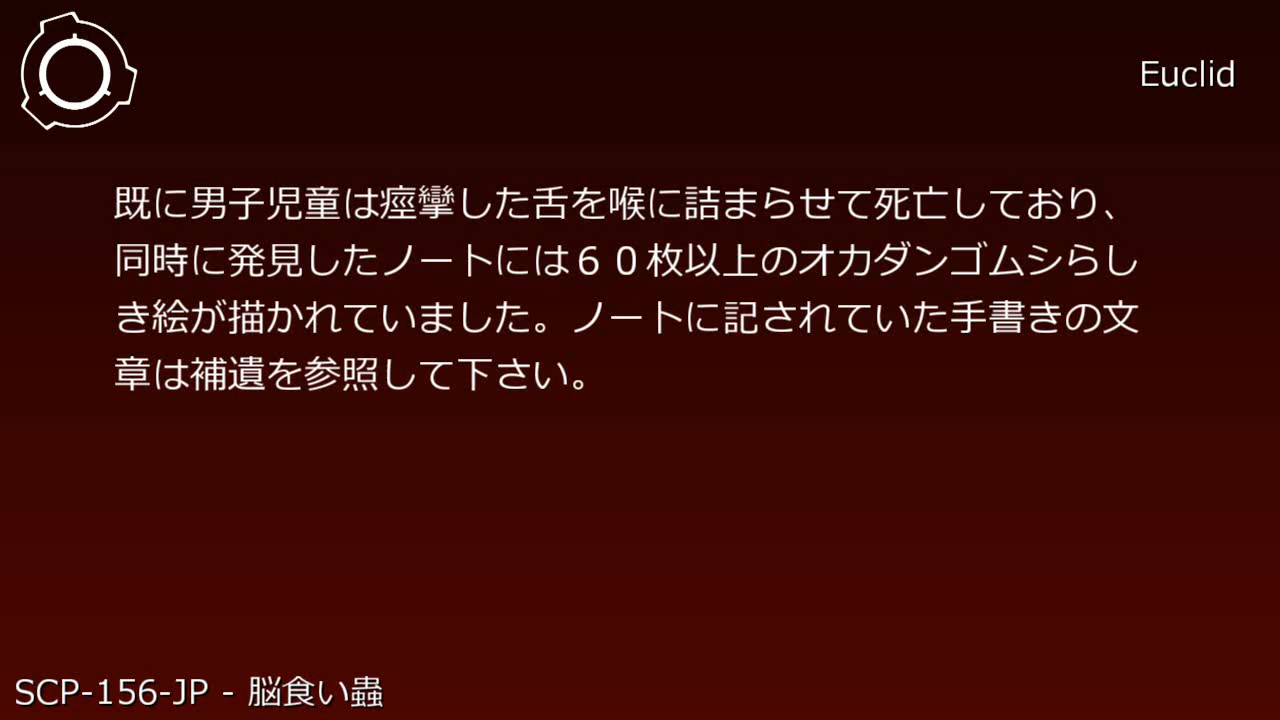 Euclid
既に男子児童は痙攣した舌を喉に詰まらせて死亡しており、
同時に発見したノートには６０枚以上のオカダンゴムシらし
き絵が描かれていました。ノートに記されていた手書きの文
章は補遺を参照して下さい。
SCP-156-JP - 脳食い蟲